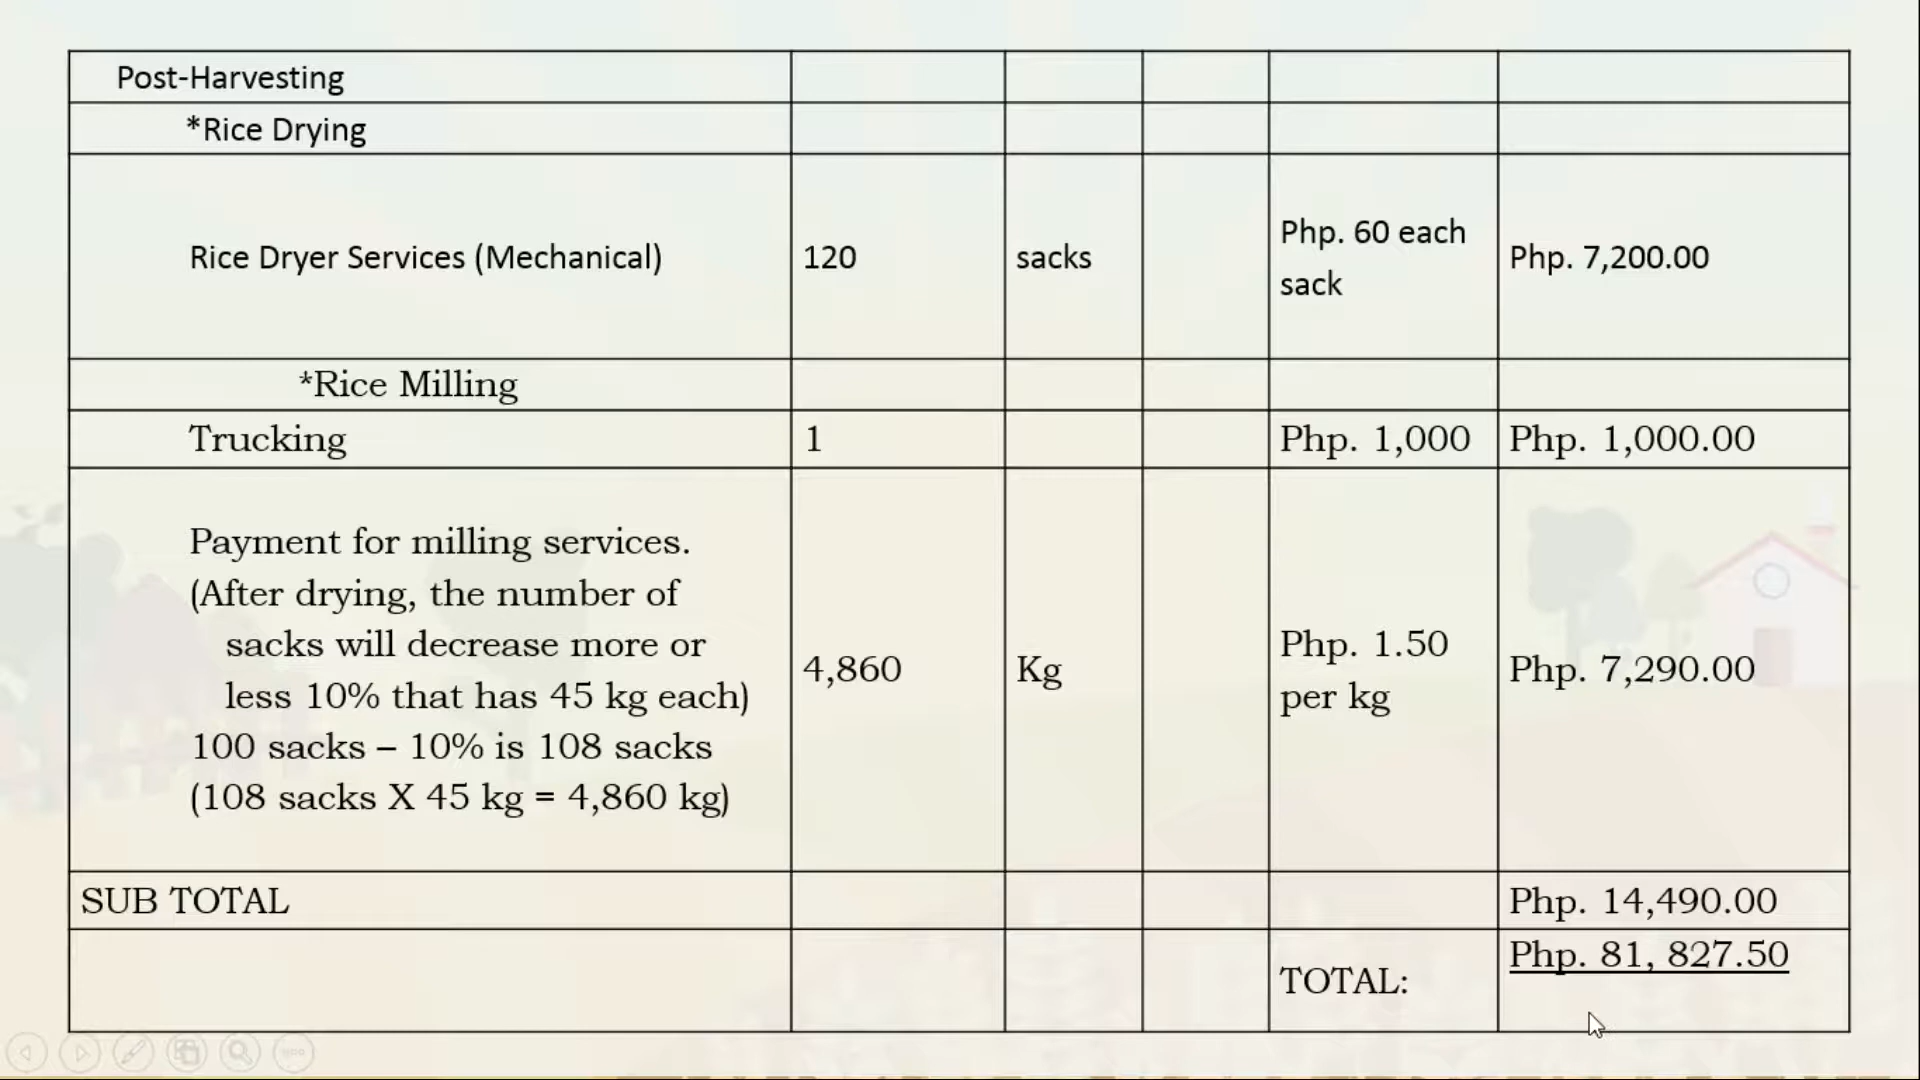 Post-Harvesting
*Rice Drying
Rice Dryer Services (Mechanical) 120 sacks Php. 60 each sack Php. 7,200.00
*Rice Milling
Trucking 1 Php. 1,000 Php. 1,000.00
Payment for milling services.
(After drying, the number of
sacks will decrease more or
less 10% that has 45 kg each)
100 sacks – 10% is 108 sacks
(108 sacks X 45 kg = 4,860 kg)
4,860 Kg Php. 1.50 per kg Php. 7,290.00
SUB TOTAL Php. 14,490.00
TOTAL: Php. 81, 827.50